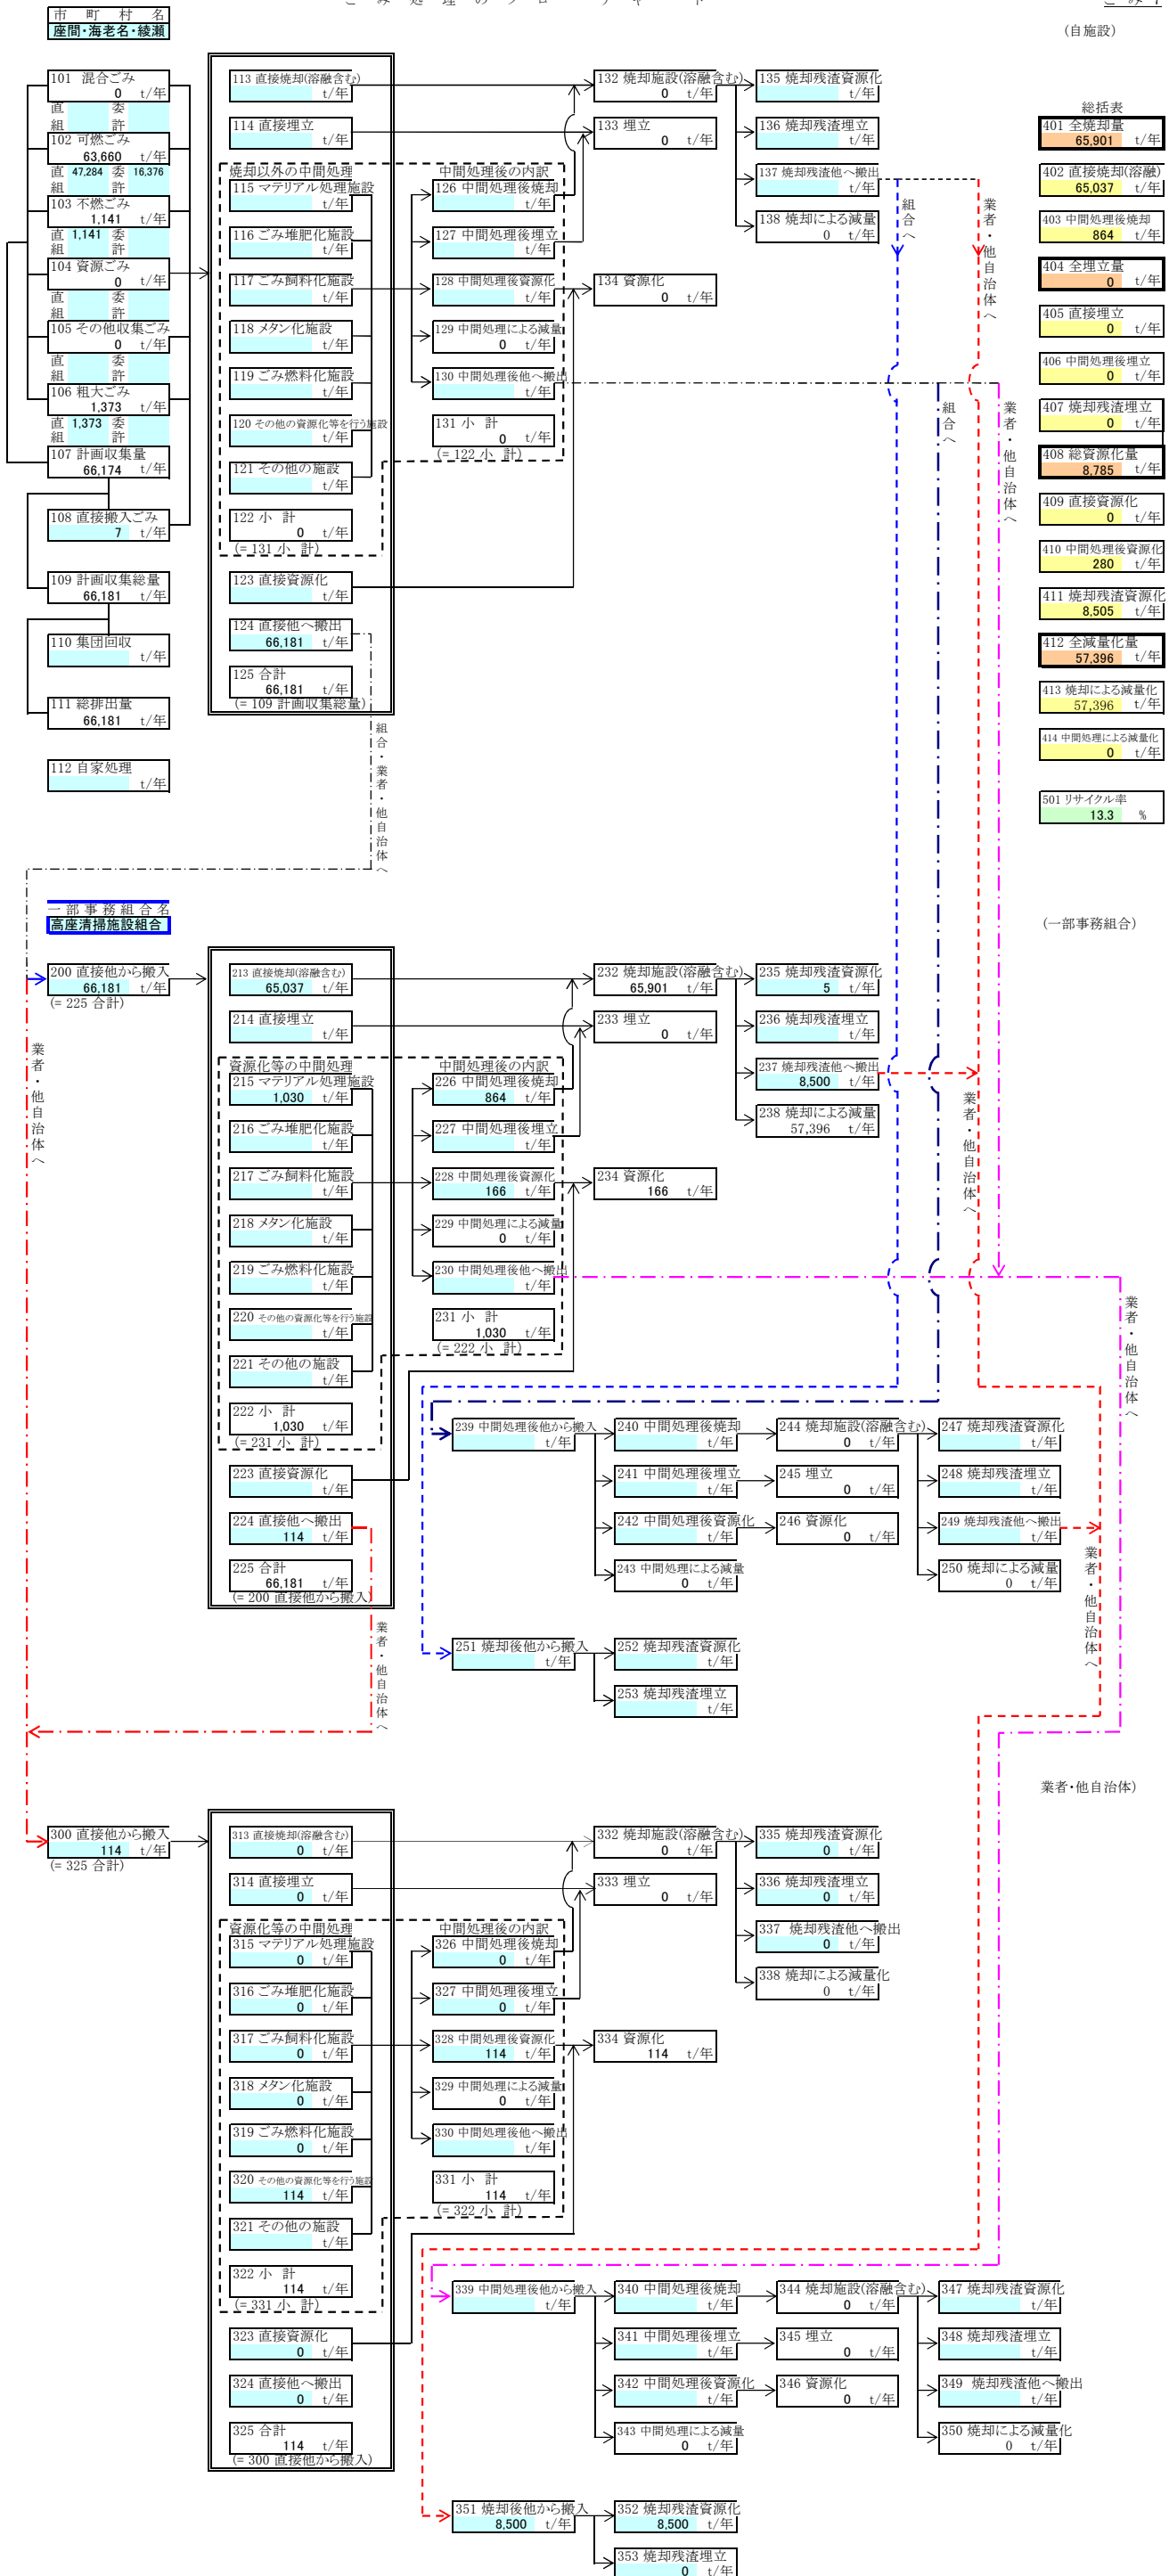 ごみ処理のフローチャート
市町村名
座間・海老名・綾瀬
(自施設)
101 混合ごみ
0 t/年
直 委
組 許
102 可燃ごみ
63,660 t/年
直 47,284 委 16,376
組 許
103 不燃ごみ
1,141 t/年
直 1,141 委
組 許
104 資源ごみ
0 t/年
直 委
組 許
105 その他収集ごみ
0 t/年
直 委
組 許
106 粗大ごみ
1,373 t/年
直 1,373 委
組 許
107 計画収集量
66,174 t/年
108 直接搬入ごみ
7 t/年
109 計画収集総量
66,181 t/年
110 集団回収
t/年
111 総排出量
66,181 t/年
112 自家処理
t/年
113 直接焼却(溶融含む)
t/年
114 直接埋立
t/年
焼却以外の中間処理
115 マテリアル処理施設
t/年
116 ごみ堆肥化施設
t/年
117 ごみ飼料化施設
t/年
118 メタン化施設
t/年
119 ごみ燃料化施設
t/年
120 その他の資源化等を行う施設
t/年
121 その他の施設
t/年
122 小 計
0 t/年
(= 131 小 計)
123 直接資源化
t/年
124 直接他へ搬出
66,181 t/年
125 合計
66,181 t/年
(= 109 計画収集総量)
組合・業者・他自治体へ
中間処理後の内訳
126 中間処理後焼却
t/年
127 中間処理後埋立
t/年
128 中間処理後資源化
t/年
129 中間処理による減量
0 t/年
130 中間処理後他へ搬出
t/年
131 小 計
0 t/年
(= 122 小 計)
132 焼却施設(溶融含む)
0 t/年
133 埋立
0 t/年
134 資源化
0 t/年
135 焼却残渣資源化
t/年
136 焼却残渣埋立
t/年
137 焼却残渣他へ搬出
t/年
138 焼却による減量
0 t/年
組合へ
業者・他自治体へ
組合へ
業者・他自治体へ
総括表
401 全焼却量
65,901 t/年
402 直接焼却(溶融)
65,037 t/年
403 中間処理後焼却
864 t/年
404 全埋立量
0 t/年
405 直接埋立
0 t/年
406 中間処理後埋立
0 t/年
407 焼却残渣埋立
0 t/年
408 総資源化量
8,785 t/年
409 直接資源化
0 t/年
410 中間処理後資源化
280 t/年
411 焼却残渣資源化
8,505 t/年
412 全減量化量
57,396 t/年
413 焼却による減量化
57,396 t/年
414 中間処理による減量化
0 t/年
501 リサイクル率
13.3 %
一部事務組合名
高座清掃施設組合
(一部事務組合)
200 直接他から搬入
66,181 t/年
(= 225 合計)
業者・他自治体へ
213 直接焼却(溶融含む)
65,037 t/年
214 直接埋立
t/年
資源化等の中間処理
215 マテリアル処理施設
1,030 t/年
216 ごみ堆肥化施設
t/年
217 ごみ飼料化施設
t/年
218 メタン化施設
t/年
219 ごみ燃料化施設
t/年
220 その他の資源化等を行う施設
t/年
221 その他の施設
t/年
222 小 計
1,030 t/年
(= 231 小 計)
223 直接資源化
t/年
224 直接他へ搬出
114 t/年
225 合計
66,181 t/年
(= 200 直接他から搬入)
業者・他自治体へ
中間処理後の内訳
226 中間処理後焼却
864 t/年
227 中間処理後埋立
t/年
228 中間処理後資源化
166 t/年
229 中間処理による減量
0 t/年
230 中間処理後他へ搬出
t/年
231 小 計
1,030 t/年
(= 222 小 計)
232 焼却施設(溶融含む)
65,901 t/年
233 埋立
0 t/年
234 資源化
166 t/年
235 焼却残渣資源化
5 t/年
236 焼却残渣埋立
t/年
237 焼却残渣他へ搬出
8,500 t/年
238 焼却による減量
57,396 t/年
業者・他自治体へ
業者・他自治体へ
239 中間処理後他から搬入
t/年
240 中間処理後焼却
t/年
241 中間処理後埋立
t/年
242 中間処理後資源化
t/年
243 中間処理による減量
0 t/年
244 焼却施設(溶融含む)
0 t/年
245 埋立
0 t/年
246 資源化
0 t/年
247 焼却残渣資源化
t/年
248 焼却残渣埋立
t/年
249 焼却残渣他へ搬出
t/年
250 焼却による減量
0 t/年
業者・他自治体へ
251 焼却後他から搬入
t/年
252 焼却残渣資源化
t/年
253 焼却残渣埋立
t/年
業者・他自治体)
300 直接他から搬入
114 t/年
(= 325 合計)
313 直接焼却(溶融含む)
0 t/年
314 直接埋立
0 t/年
資源化等の中間処理
315 マテリアル処理施設
0 t/年
316 ごみ堆肥化施設
0 t/年
317 ごみ飼料化施設
0 t/年
318 メタン化施設
0 t/年
319 ごみ燃料化施設
0 t/年
320 その他の資源化等を行う施設
114 t/年
321 その他の施設
t/年
322 小 計
114 t/年
(= 331 小 計)
323 直接資源化
0 t/年
324 直接他へ搬出
0 t/年
325 合計
114 t/年
(= 300 直接他から搬入)
中間処理後の内訳
326 中間処理後焼却
0 t/年
327 中間処理後埋立
0 t/年
328 中間処理後資源化
114 t/年
329 中間処理による減量
0 t/年
330 中間処理後他へ搬出
t/年
331 小 計
114 t/年
(= 322 小 計)
332 焼却施設(溶融含む)
0 t/年
333 埋立
0 t/年
334 資源化
114 t/年
335 焼却残渣資源化
0 t/年
336 焼却残渣埋立
0 t/年
337 焼却残渣他へ搬出
0 t/年
338 焼却による減量化
0 t/年
339 中間処理後他から搬入
t/年
340 中間処理後焼却
t/年
341 中間処理後埋立
t/年
342 中間処理後資源化
t/年
343 中間処理による減量
0 t/年
344 焼却施設(溶融含む)
0 t/年
345 埋立
0 t/年
346 資源化
0 t/年
347 焼却残渣資源化
t/年
348 焼却残渣埋立
t/年
349 焼却残渣他へ搬出
t/年
350 焼却による減量化
0 t/年
351 焼却後他から搬入
8,500 t/年
352 焼却残渣資源化
8,500 t/年
353 焼却残渣埋立
0 t/年